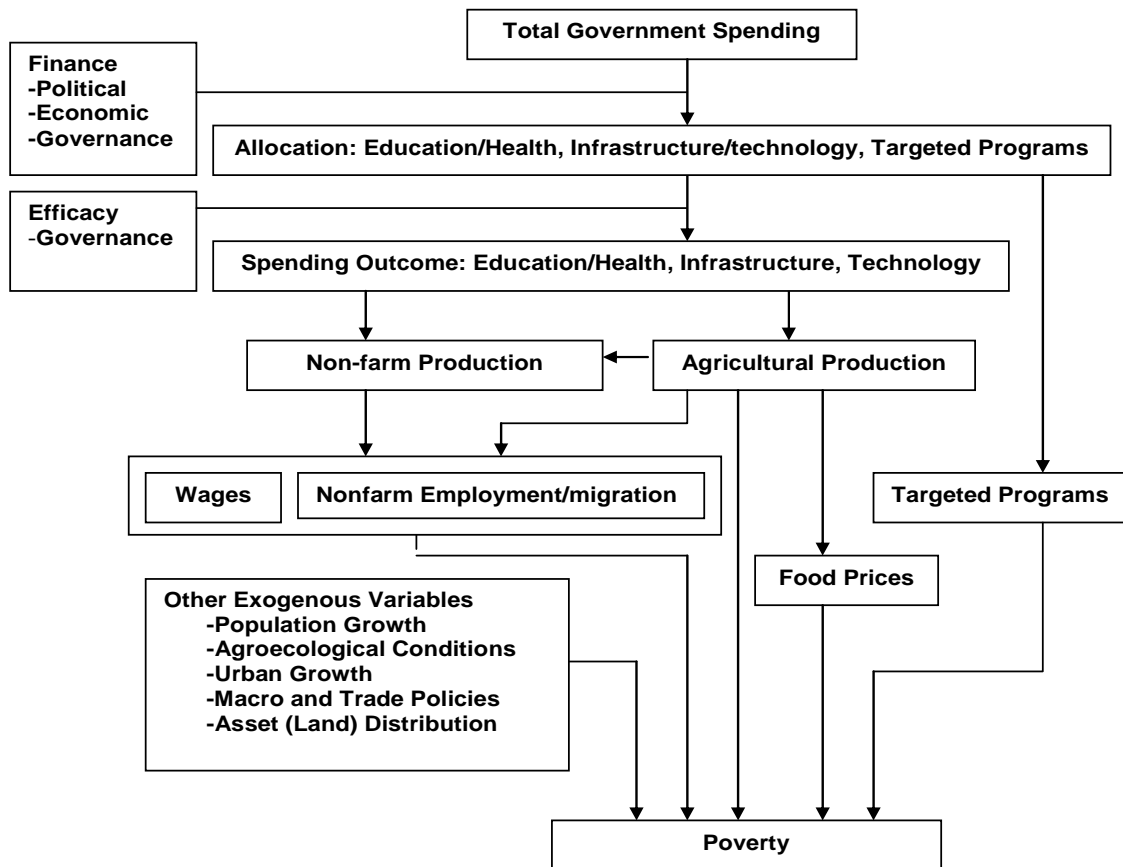 Total Government Spending
Finance
-Political
-Economic
-Governance
Allocation: Education/Health, Infrastructure/technology, Targeted Programs
Efficacy
-Governance
Spending Outcome: Education/Health, Infrastructure, Technology
Non-farm Production
Agricultural Production
Wages
Nonfarm Employment/migration
Targeted Programs
Food Prices
Other Exogenous Variables
-Population Growth
-Agroecological Conditions
-Urban Growth
-Macro and Trade Policies
-Asset (Land) Distribution
Poverty